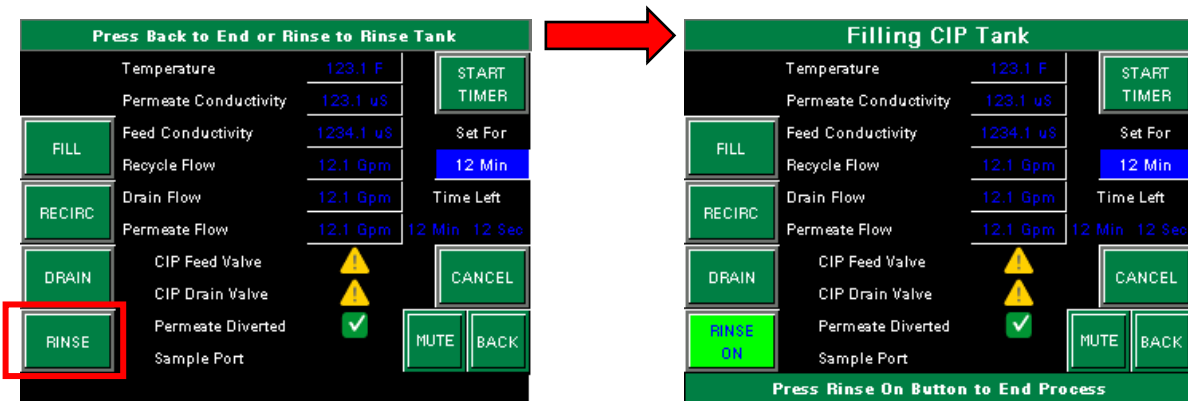 Press Back to End or Rinse to Rinse Tank
Temperature 123.1 F START TIMER
Permeate Conductivity 123.1 uS
FILL Feed Conductivity 1234.1 uS Set For
Recycle Flow 12.1 Gpm 12 Min
RECIRC Drain Flow 12.1 Gpm Time Left
Permeate Flow 12.1 Gpm 12 Min 12 Sec
DRAIN CIP Feed Valve CANCEL
CIP Drain Valve
RINSE Permeate Diverted MUTE BACK
Sample Port
Filling CIP Tank
Temperature 123.1 F START TIMER
Permeate Conductivity 123.1 uS
FILL Feed Conductivity 1234.1 uS Set For
Recycle Flow 12.1 Gpm 12 Min
RECIRC Drain Flow 12.1 Gpm Time Left
Permeate Flow 12.1 Gpm 12 Min 12 Sec
DRAIN CIP Feed Valve CANCEL
CIP Drain Valve
RINSE ON Permeate Diverted MUTE BACK
Sample Port
Press Rinse On Button to End Process